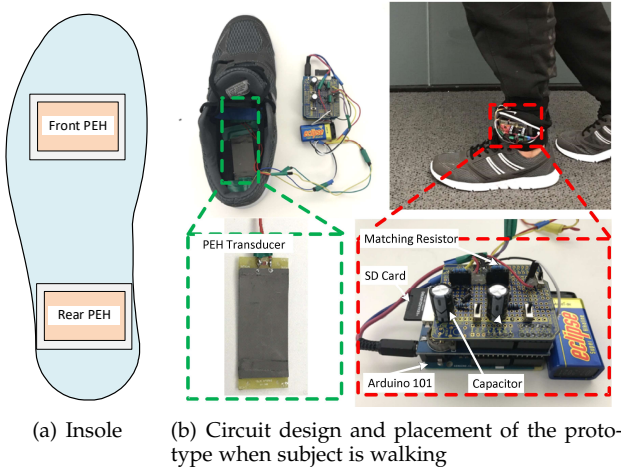 Front PEH
Rear PEH
PEH Transducer
Matching Resistor
SD Card
eclipse
eclipse
Arduino 101
Capacitor
(a) Insole
(b) Circuit design and placement of the proto-
type when subject is walking